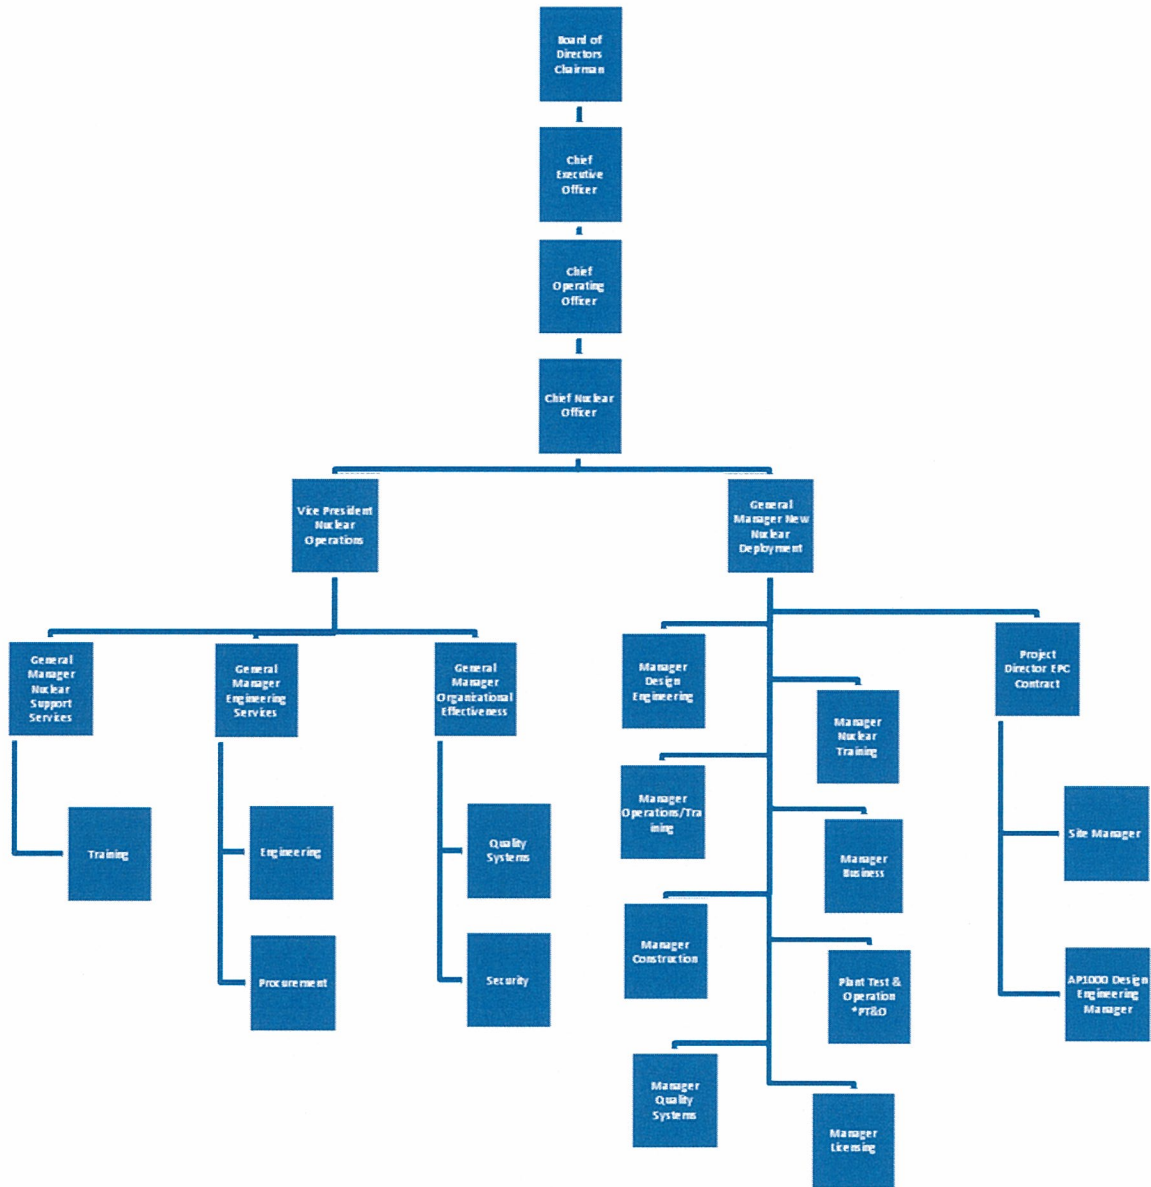 Board of
Directors
Chairman
Chief
Executive
Officer
Chief
Operating
Officer
Chief Nuclear
Officer
Vice President
Nuclear
Operations
General
Manager New
Nuclear
Deployment
General
Manager
Nuclear
Support
Services
General
Manager
Engineering
Services
General
Manager
Organizational
Effectiveness
Manager
Design
Engineering
Project
Director EPC
Contract
Manager
Nuclear
Training
Manager
Operations/Tra
ining
Training
Engineering
Quality
Systems
Site Manager
Manager
Business
Manager
Construction
Procurement
Security
Plant Test &
Operation
*PT&O
AP1000 Design
Engineering
Manager
Manager
Quality
Systems
Manager
Licensing